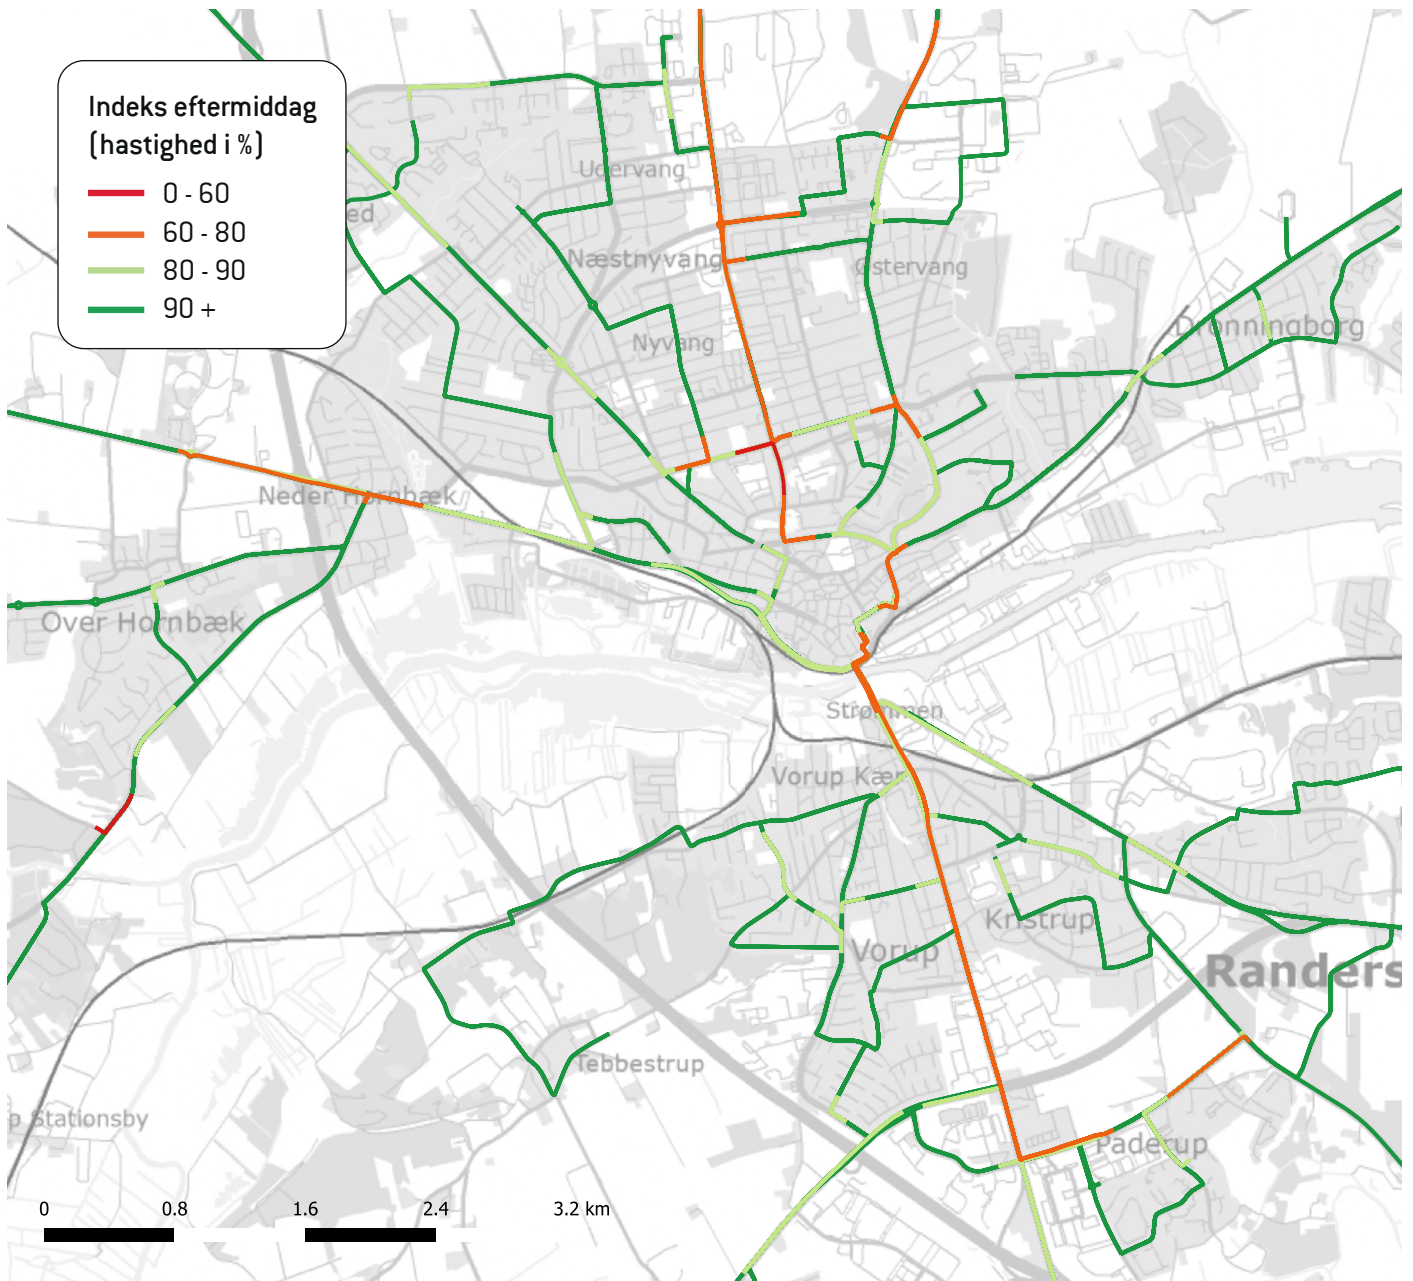 Indeks eftermiddag
(hastighed i %)
0 - 60
60 - 80
80 - 90
90 +
Udervang
ed
Næstnyvang
Østervang
Nyvang
Dronningborg
Neder Hornbæk
Over Hornbæk
Strømmen
Vorup Kær
Kristrup
Vorup
Randers
Tebbestrup
p Stationsby
Paderup
0 0.8 1.6 2.4 3.2 km